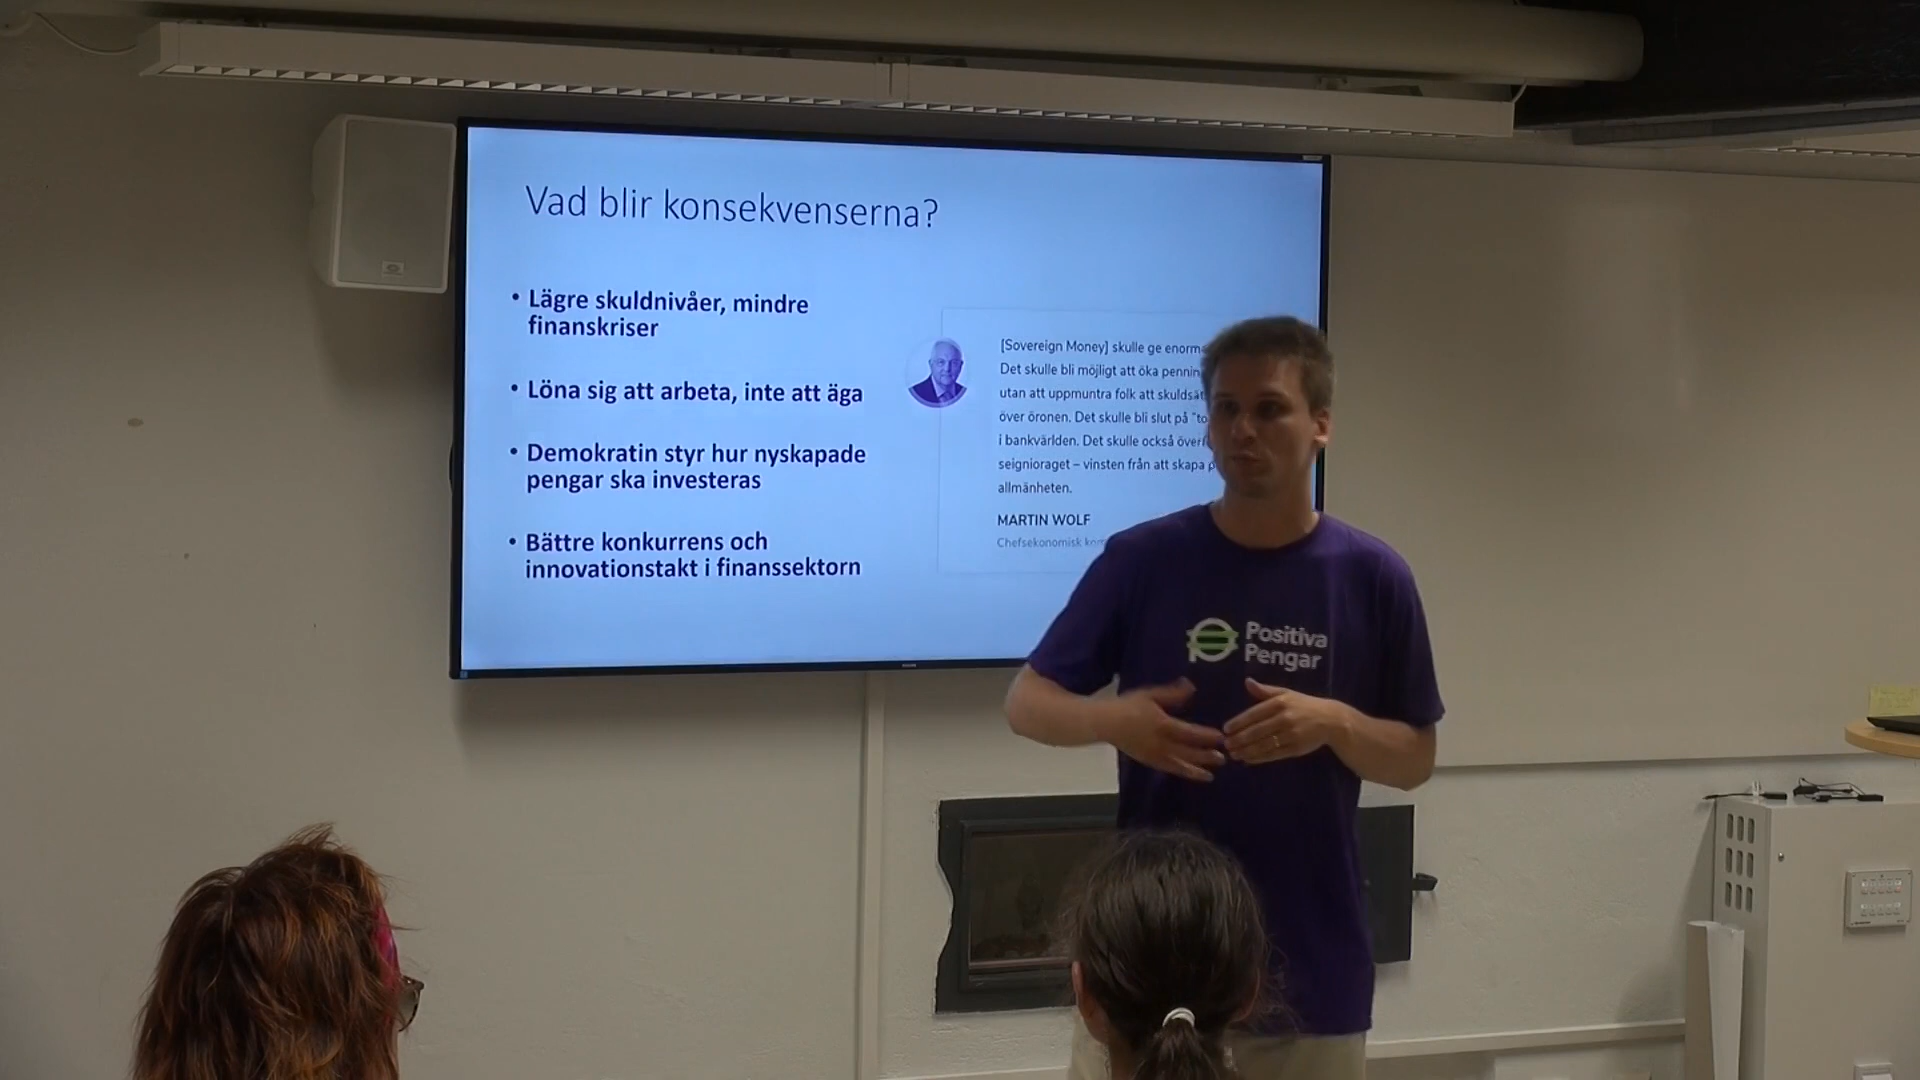 Vad blir konsekvenserna?
• Lägre skuldnivåer, mindre
finanskriser
• Löna sig att arbeta, inte att äga
• Demokratin styr hur nyskapade
pengar ska investeras
• Bättre konkurrens och
innovationstakt i finanssektorn
[Sovereign Money] skulle ge
Det skulle bli möjligt att öka
utan att uppmuntra folk att
över öronen. Det skulle bli slut på
i bankvärlden. Det skulle också
seignioraget – vinsten från att skapa
allmänheten.
MARTIN WOLF
Chefsekonomisk
Positiva
Pengar